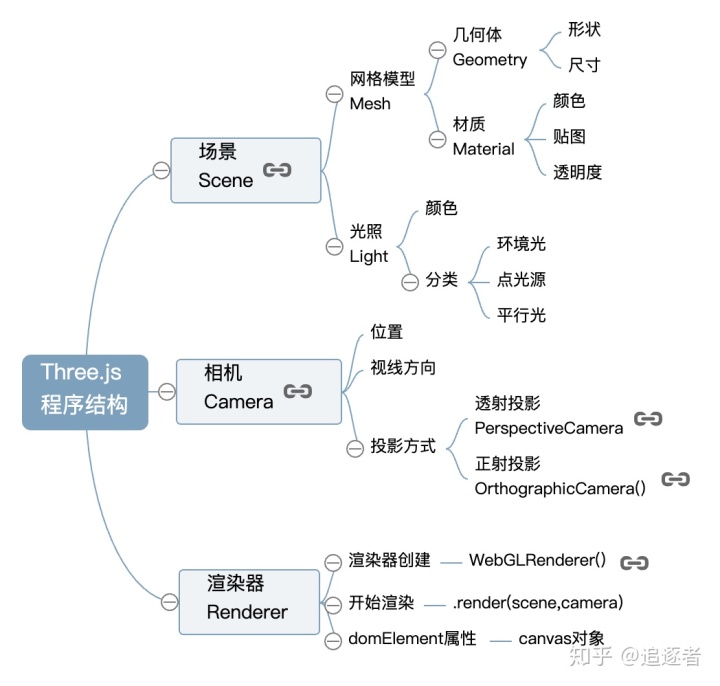 Three.js
程序结构
场景
Scene
网格模型
Mesh
几何体
Geometry
形状
尺寸
材质
Material
颜色
贴图
透明度
光照
Light
颜色
分类
环境光
点光源
平行光
相机
Camera
位置
视线方向
投影方式
透射投影
PerspectiveCamera
正射投影
OrthographicCamera()
渲染器
Renderer
渲染器创建
WebGLRenderer()
开始渲染
.render(scene,camera)
domElement属性
canvas对象
知乎 @追逐者